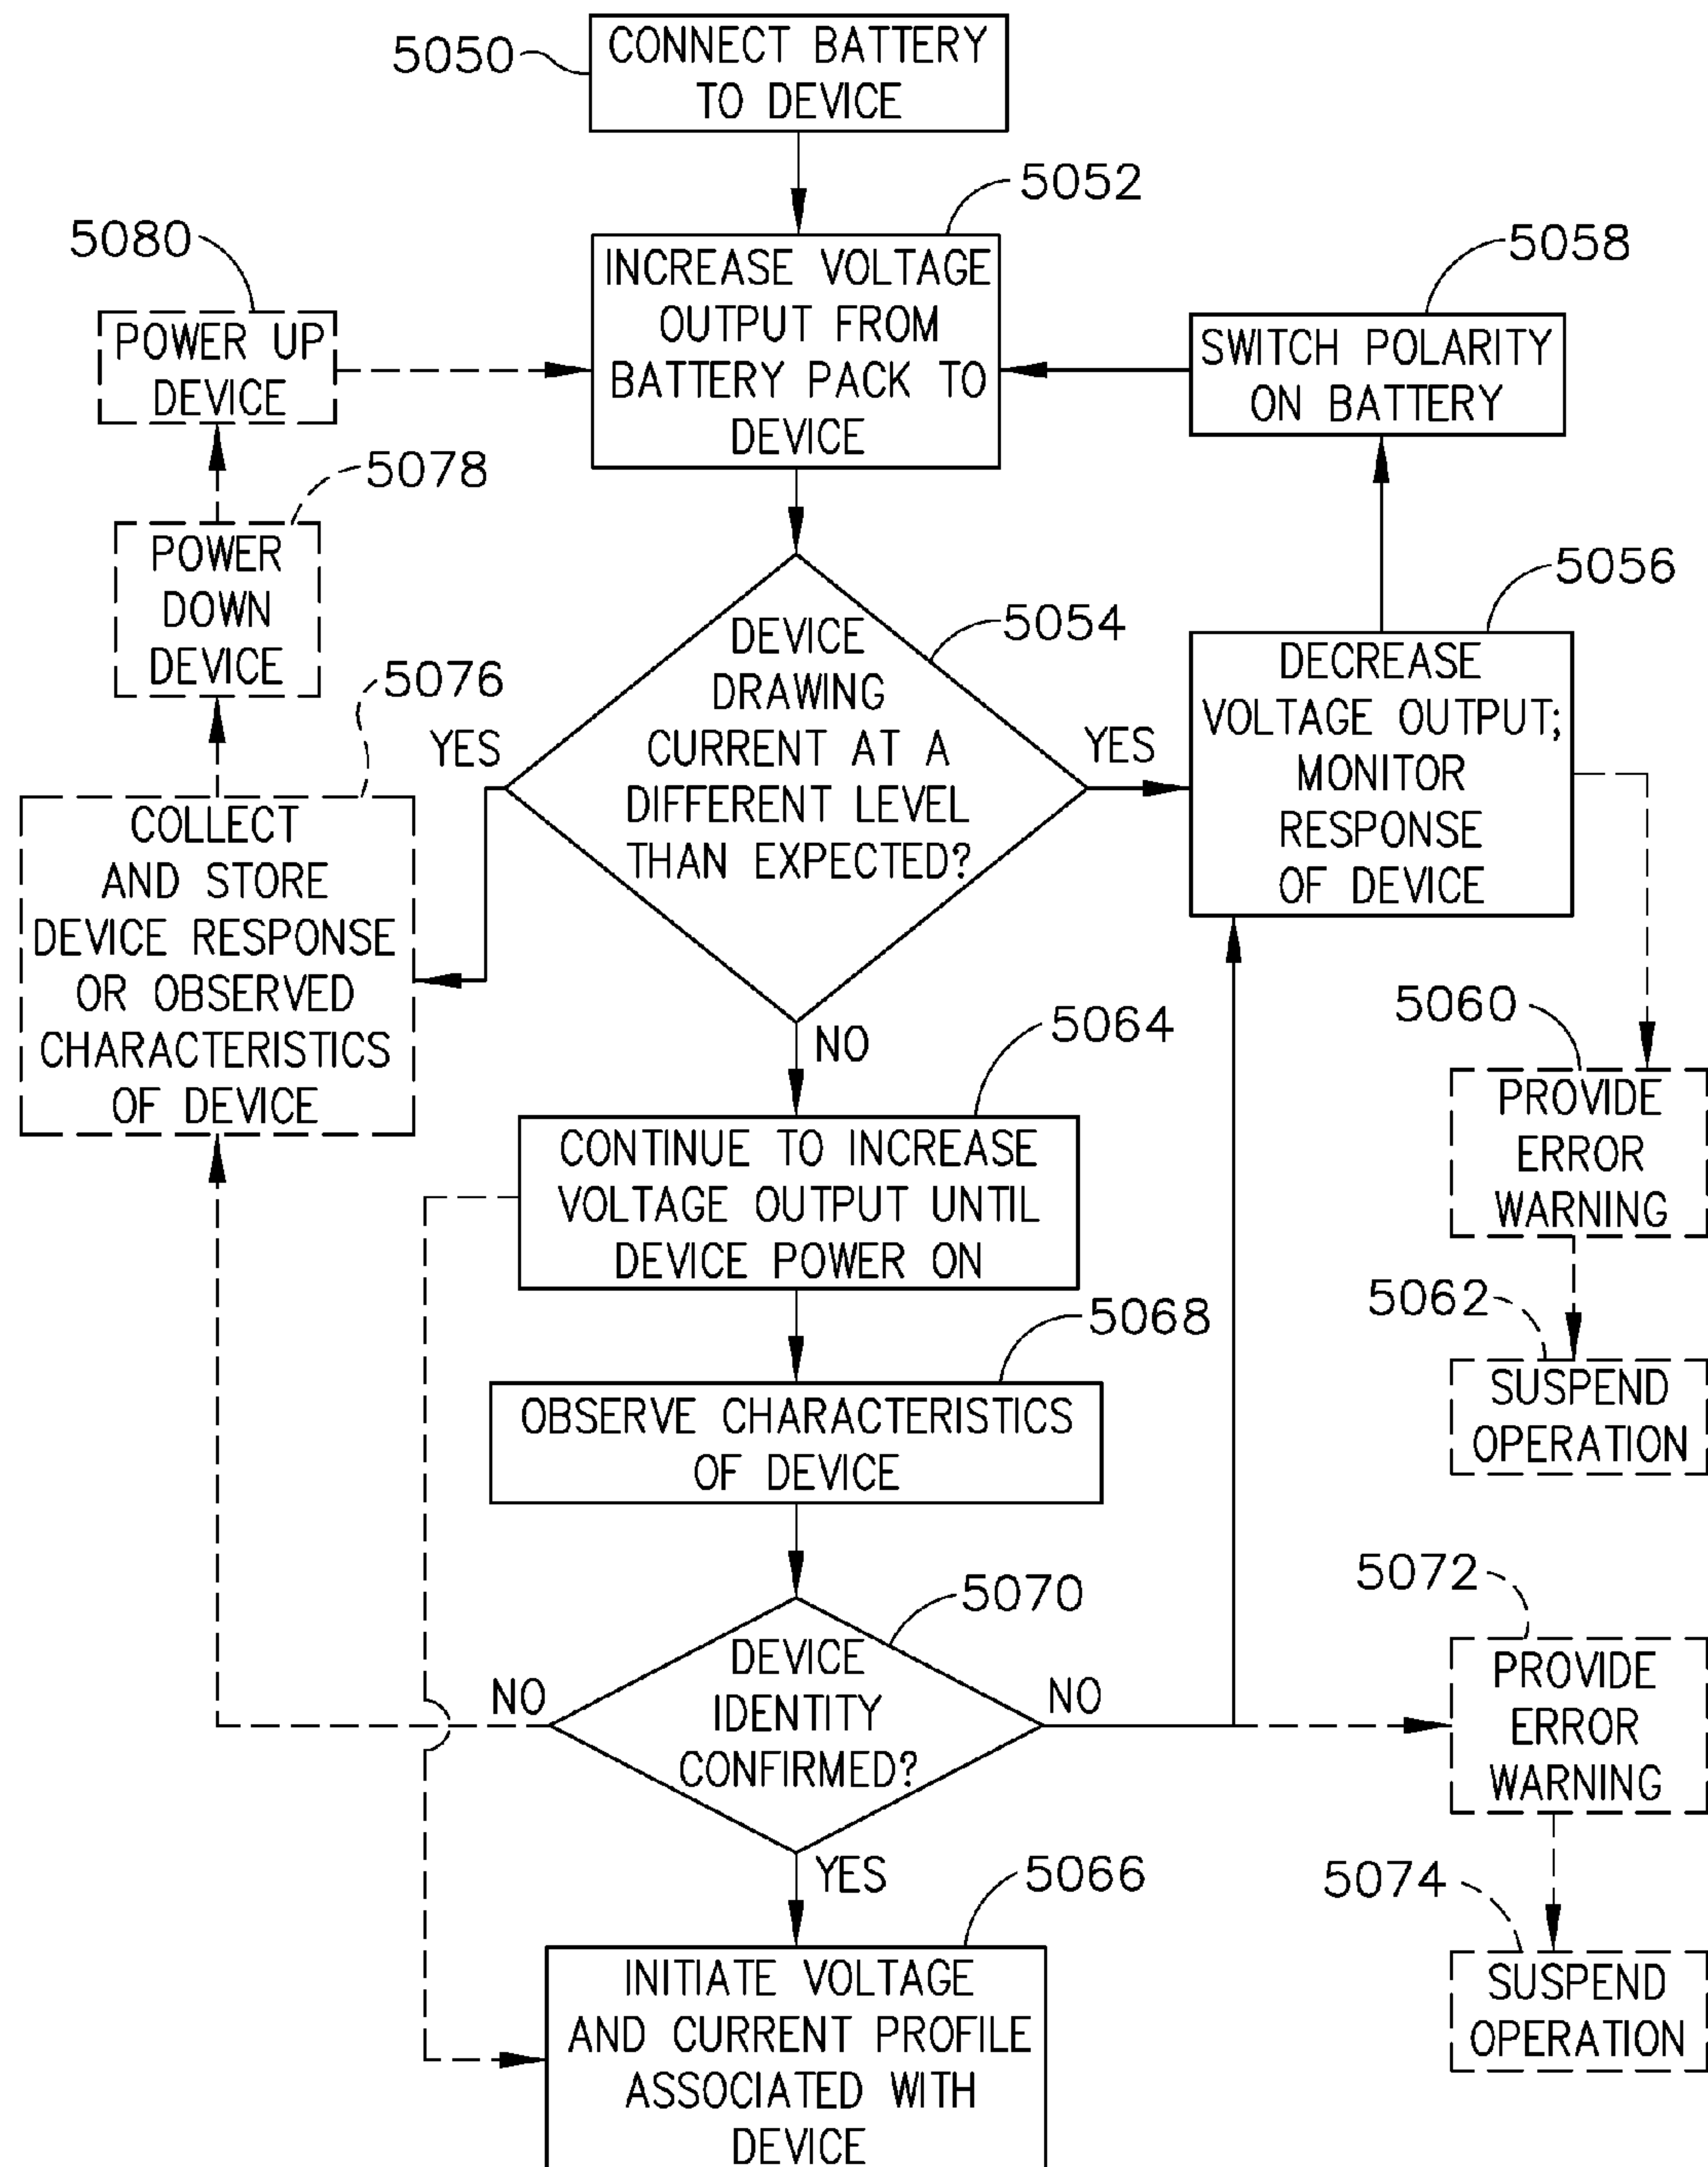 5050
CONNECT BATTERY
TO DEVICE
5052
INCREASE VOLTAGE
OUTPUT FROM
BATTERY PACK TO
DEVICE
5080
POWER UP
DEVICE
5058
SWITCH POLARITY
ON BATTERY
5078
POWER
DOWN
DEVICE
5054
DEVICE
DRAWING
CURRENT AT A
DIFFERENT LEVEL
THAN EXPECTED?
YES
YES
NO
5056
DECREASE
VOLTAGE OUTPUT;
MONITOR
RESPONSE
OF DEVICE
5076
COLLECT
AND STORE
DEVICE RESPONSE
OR OBSERVED
CHARACTERISTICS
OF DEVICE
5060
PROVIDE
ERROR
WARNING
5062
SUSPEND
OPERATION
5064
CONTINUE TO INCREASE
VOLTAGE OUTPUT UNTIL
DEVICE POWER ON
5068
OBSERVE CHARACTERISTICS
OF DEVICE
5070
DEVICE
IDENTITY
CONFIRMED?
NO
NO
YES
5072
PROVIDE
ERROR
WARNING
5074
SUSPEND
OPERATION
5066
INITIATE VOLTAGE
AND CURRENT PROFILE
ASSOCIATED WITH
DEVICE